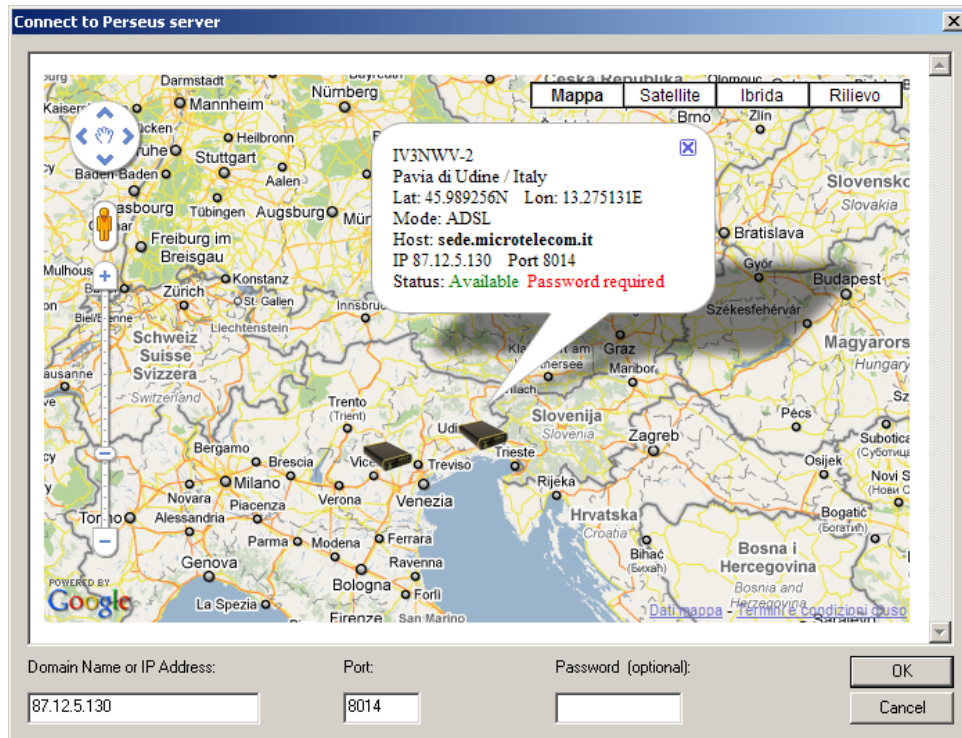 Connect to Perseus server
Darmstadt
Mannheim
Nürnberg
Česká Republika
Olomouc
Mappa
Satellite
Ibrida
Rilievo
Brno
Zlín
Heilbronn
Stuttgart
Aalen
Baden-Baden
Tübingen
Augsburg
Slovensko
Slovakia
Bratislava
Freiburg im
Breisgau
Konstanz
Zürich
St. Gallen
Liechtenstein
IV3NWV-2
Pavia di Udine / Italy
Lat: 45.989256N Lon: 13.275131E
Mode: ADSL
Host: sede.microtelecom.it
IP 87.12.5.130 Port 8014
Status: Available Password required
Győr
Budapest
Székesfehérvár
Schweiz
Suisse
Svizzera
Switzerland
Graz
Maribor
Hungary
Trento
(Trient)
Slovenija
Slovenia
Zagreb
Pécs
Subotica
Osijek
Novi S
Bergamo
Brescia
Treviso
Trieste
Rijeka
Milano
Novara
Piacenza
Verona
Venezia
Alessandria
Hrvatska
Croatia
Bogatić
(Богатић)
Parma
Modena
Ferrara
Bihać
(Бихаћ)
Bosna i
Hercegovina
Bosnia and
Herzegovina
Genova
Ravenna
Bologna
Forlì
La Spezia
Firenze
San Marino
Sarajevo
POWERED BY
Google
Dati mappa - Termini e condizioni d'uso
Domain Name or IP Address:
Port:
Password (optional):
OK
87.12.5.130
8014
Cancel